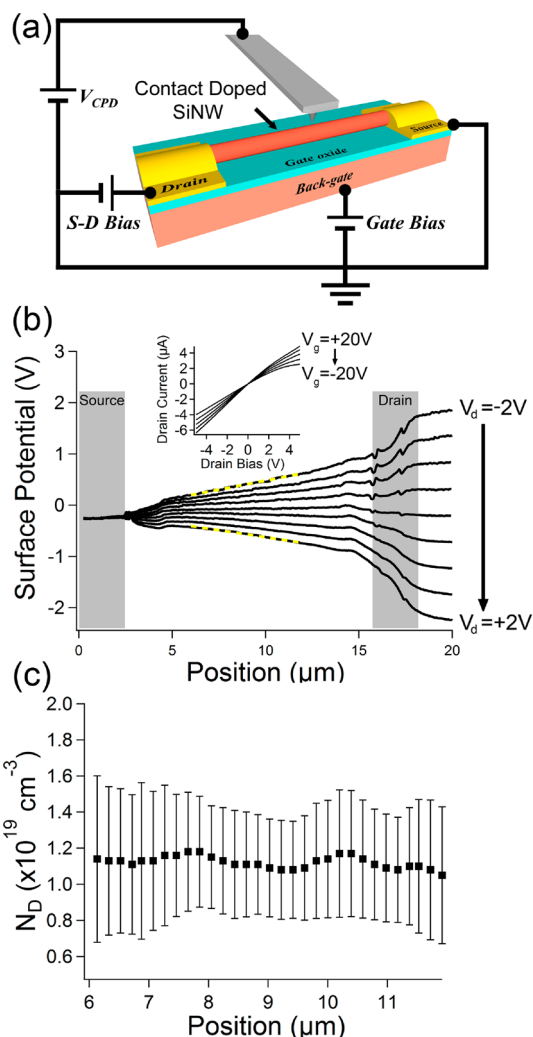 (a)
V_CPD
Contact Doped
SiNW
Source
Gate oxide
Drain
Back-gate
S-D Bias
Gate Bias
(b)
3
2
1
0
-1
-2
Surface Potential (V)
Source
Drain
4
2
0
-2
-4
-6
Drain Current (µA)
-4 -2 0 2 4
Drain Bias (V)
V_g=+20V
V_g=-20V
V_d=-2V
V_d=+2V
0 5 10 15 20
Position (µm)
(c)
2.0
1.8
1.6
1.4
1.2
1.0
0.8
0.6
N_D (x10^19 cm^-3)
6 7 8 9 10 11
Position (µm)